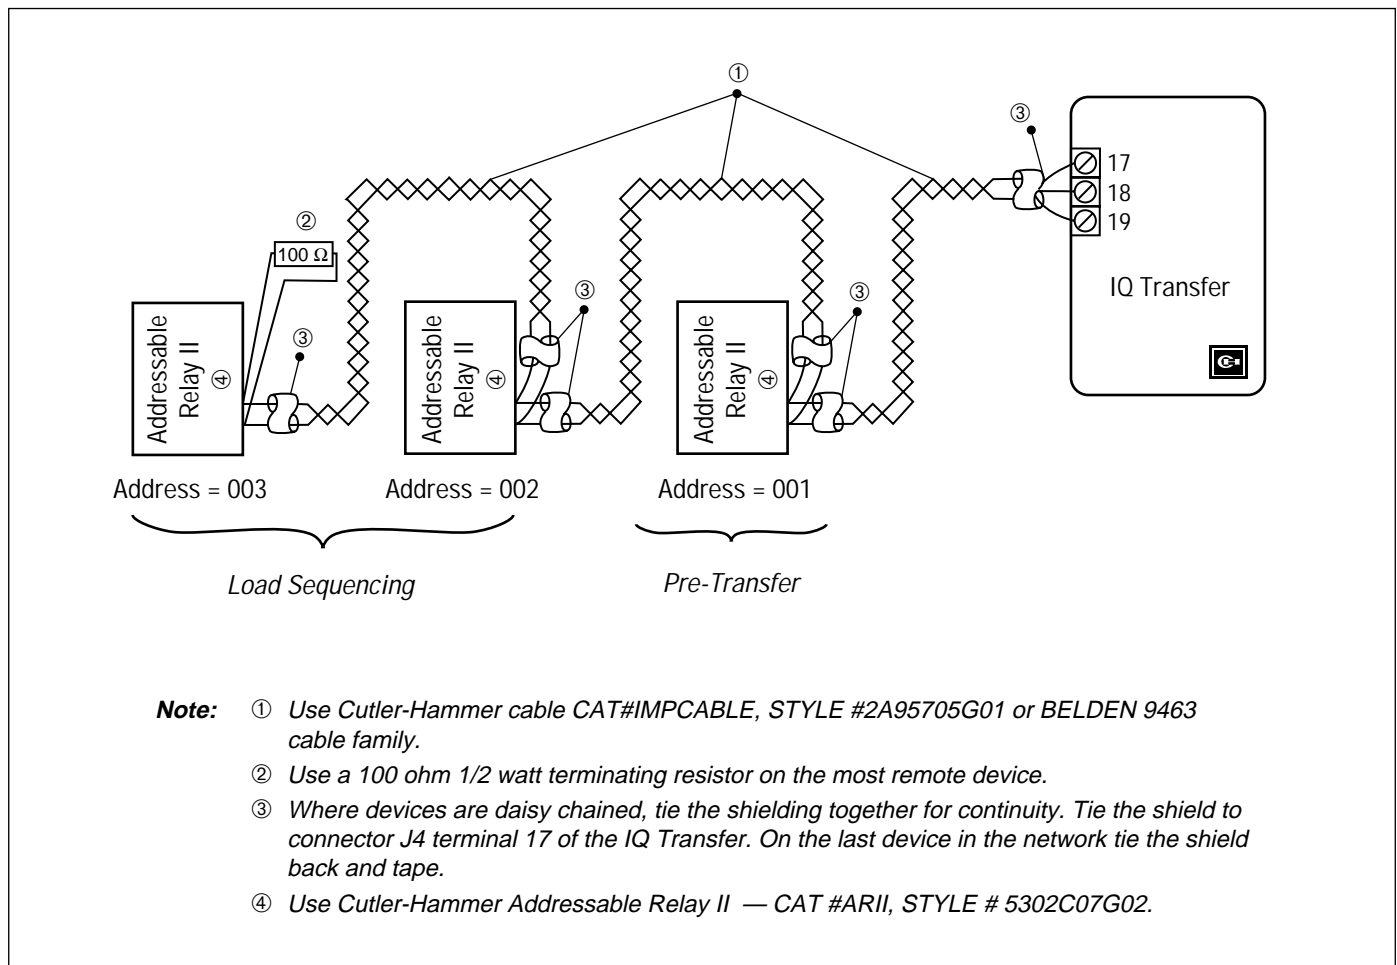 ①
③
17
18
19
IQ Transfer
②
100 Ω
③
③
③
Addressable
Relay II
④
Addressable
Relay II
④
Addressable
Relay II
④
Address = 003
Address = 002
Address = 001
Load Sequencing
Pre-Transfer
Note: ① Use Cutler-Hammer cable CAT#IMPCABLE, STYLE #2A95705G01 or BELDEN 9463
cable family.
② Use a 100 ohm 1/2 watt terminating resistor on the most remote device.
③ Where devices are daisy chained, tie the shielding together for continuity. Tie the shield to
connector J4 terminal 17 of the IQ Transfer. On the last device in the network tie the shield
back and tape.
④ Use Cutler-Hammer Addressable Relay II — CAT #ARII, STYLE # 5302C07G02.